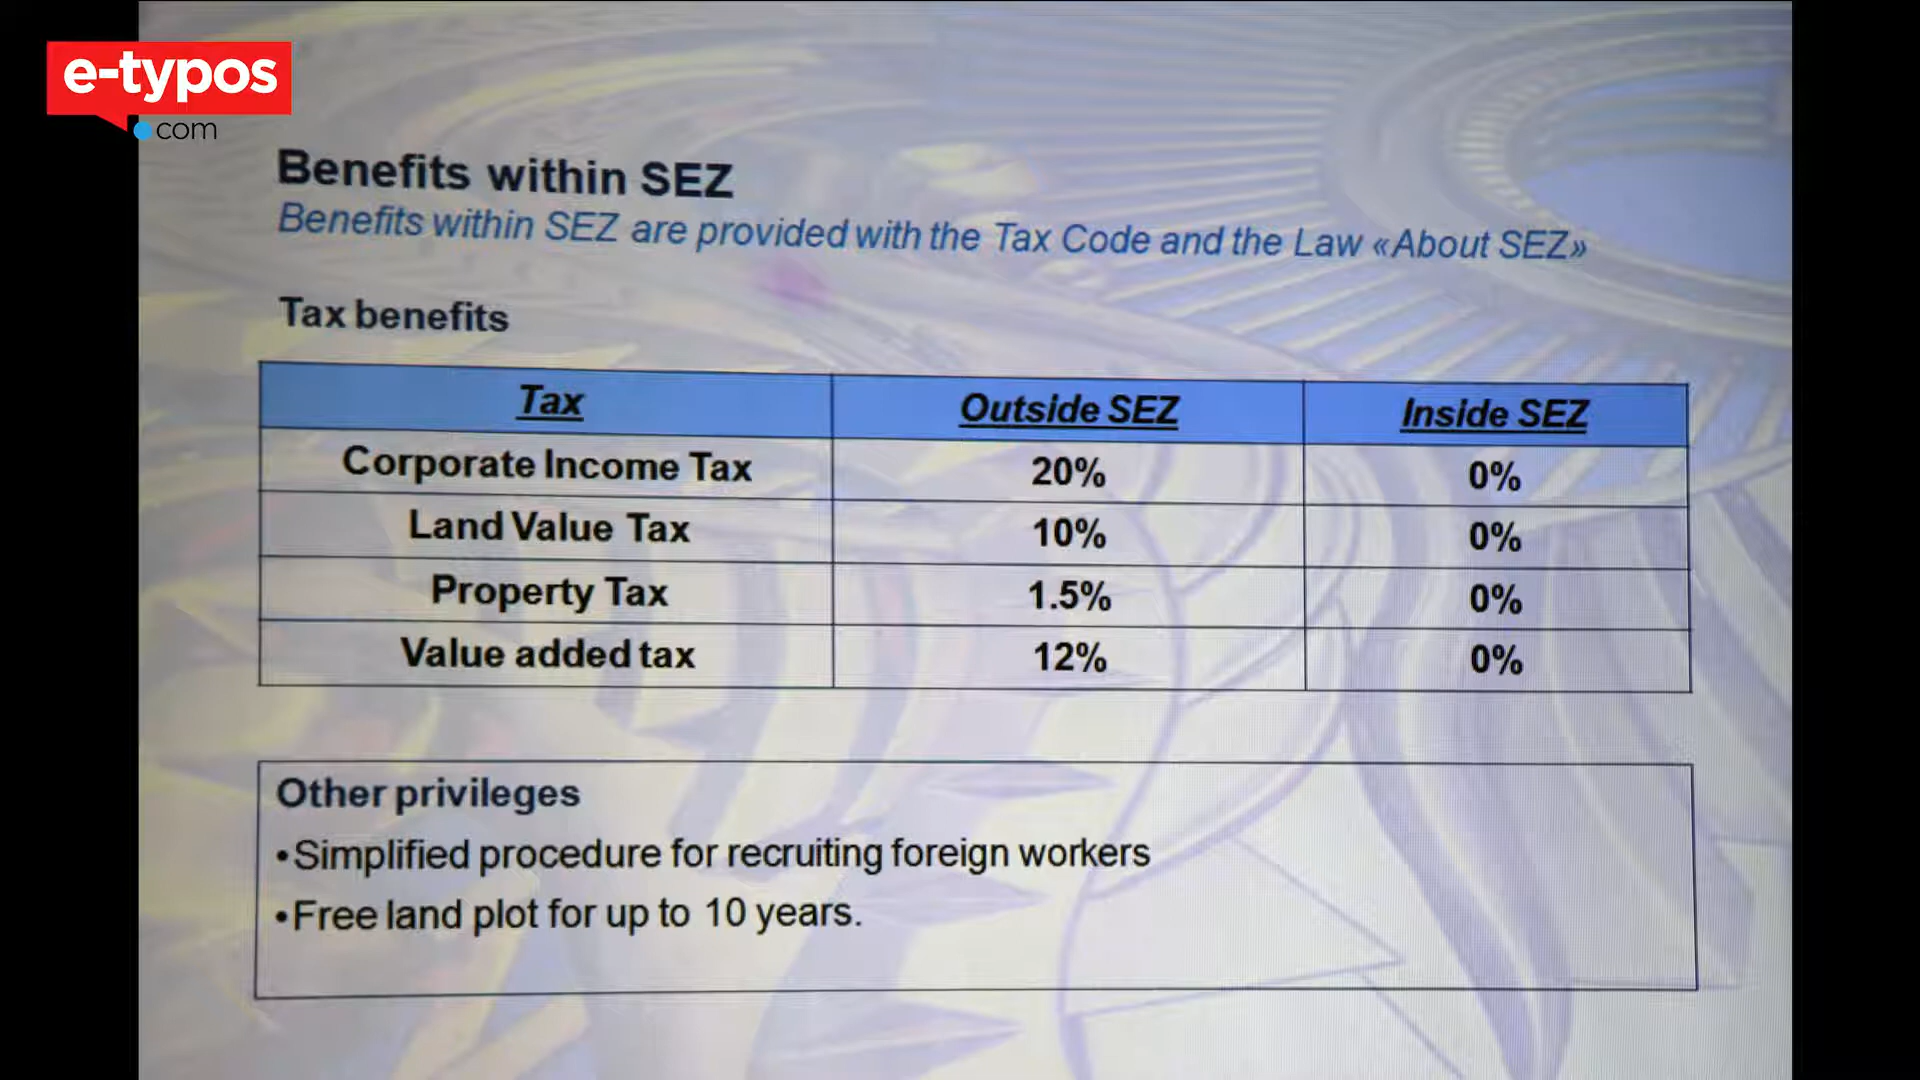 e-typos
.com
Benefits within SEZ
Benefits within SEZ are provided with the Tax Code and the Law «About SEZ»
Tax benefits
Tax Outside SEZ Inside SEZ
Corporate Income Tax 20% 0%
Land Value Tax 10% 0%
Property Tax 1.5% 0%
Value added tax 12% 0%
Other privileges
•Simplified procedure for recruiting foreign workers
•Free land plot for up to 10 years.